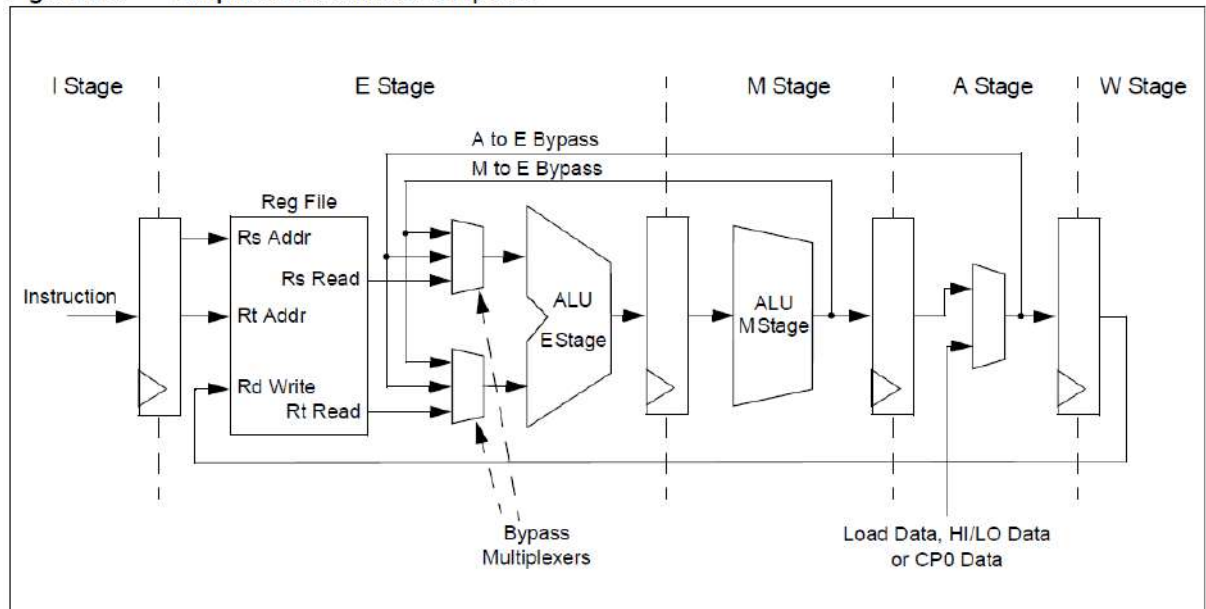 I Stage
E Stage
M Stage
A Stage
W Stage
A to E Bypass
M to E Bypass
Reg File
Rs Addr
Rs Read
Instruction
Rt Addr
ALU
EStage
ALU
MStage
Rd Write
Rt Read
Bypass
Multiplexers
Load Data, HI/LO Data
or CP0 Data